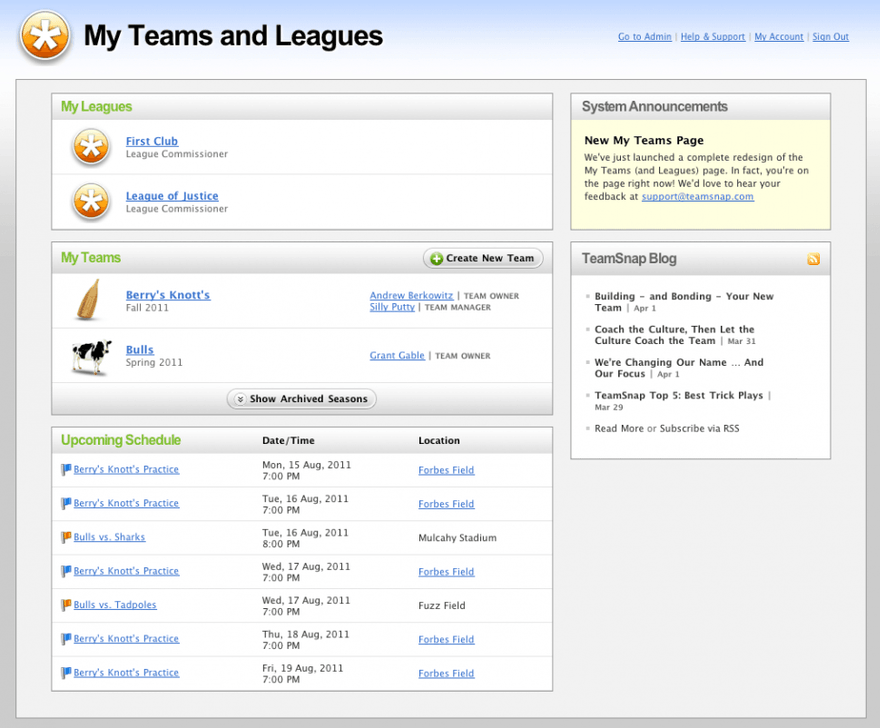 My Teams and Leagues
Go to Admin | Help & Support | My Account | Sign Out
My Leagues
First Club
League Commissioner
League of Justice
League Commissioner
My Teams
Create New Team
Berry's Knott's
Fall 2011
Andrew Berkowitz | TEAM OWNER
Silly Putty | TEAM MANAGER
Bulls
Spring 2011
Grant Gable | TEAM OWNER
Show Archived Seasons
Upcoming Schedule Date/Time Location
Berry's Knott's Practice Mon, 15 Aug, 2011 Forbes Field
7:00 PM
Berry's Knott's Practice Tue, 16 Aug, 2011 Forbes Field
7:00 PM
Bulls vs. Sharks Tue, 16 Aug, 2011 Mulcahy Stadium
8:00 PM
Berry's Knott's Practice Wed, 17 Aug, 2011 Forbes Field
7:00 PM
Bulls vs. Tadpoles Wed, 17 Aug, 2011 Fuzz Field
7:00 PM
Berry's Knott's Practice Thu, 18 Aug, 2011 Forbes Field
7:00 PM
Berry's Knott's Practice Fri, 19 Aug, 2011 Forbes Field
7:00 PM
System Announcements
New My Teams Page
We've just launched a complete redesign of the
My Teams (and Leagues) page. In fact, you're on
the page right now! We'd love to hear your
feedback at support@teamsnap.com
TeamSnap Blog
Building – and Bonding – Your New
Team | Apr 1
Coach the Culture, Then Let the
Culture Coach the Team | Mar 31
We're Changing Our Name ... And
Our Focus | Apr 1
TeamSnap Top 5: Best Trick Plays |
Mar 29
Read More or Subscribe via RSS